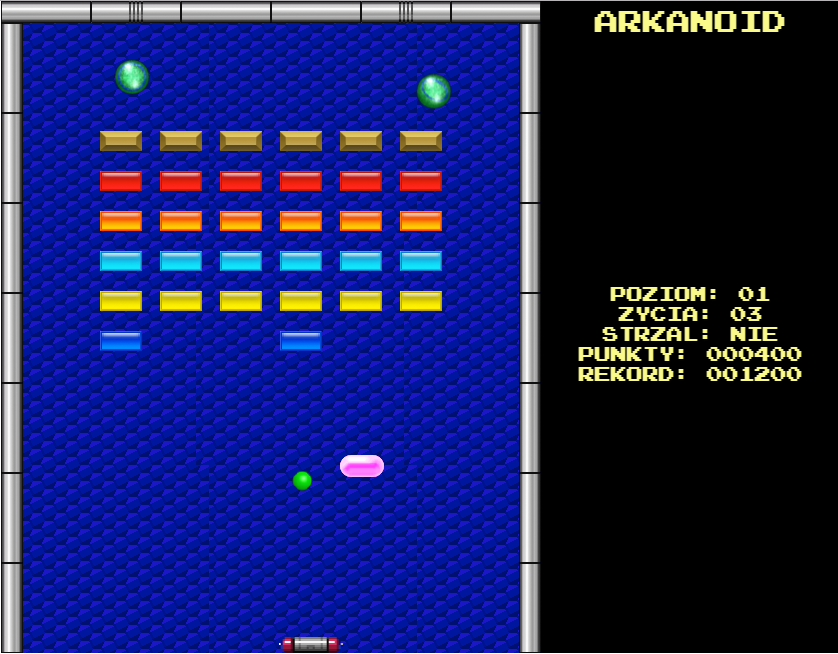 ARKANOID
POZIOM: 01
ZYCIA: 03
STRZAL: NIE
PUNKTY: 000400
REKORD: 001200